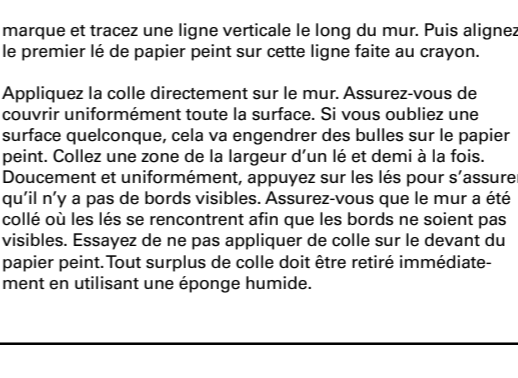 marque et tracez une ligne verticale le long du mur. Puis alignez
le premier lé de papier peint sur cette ligne faite au crayon.
Appliquez la colle directement sur le mur. Assurez-vous de
couvrir uniformément toute la surface. Si vous oubliez une
surface quelconque, cela va engendrer des bulles sur le papier
peint. Collez une zone de la largeur d'un lé et demi à la fois.
Doucement et uniformément, appuyez sur les lés pour s'assurer
qu'il n'y a pas de bords visibles. Assurez-vous que le mur a été
collé où les lés se rencontrent afin que les bords ne soient pas
visibles. Essayez de ne pas appliquer de colle sur le devant du
papier peint. Tout surplus de colle doit être retiré immédiate-
ment en utilisant une éponge humide.